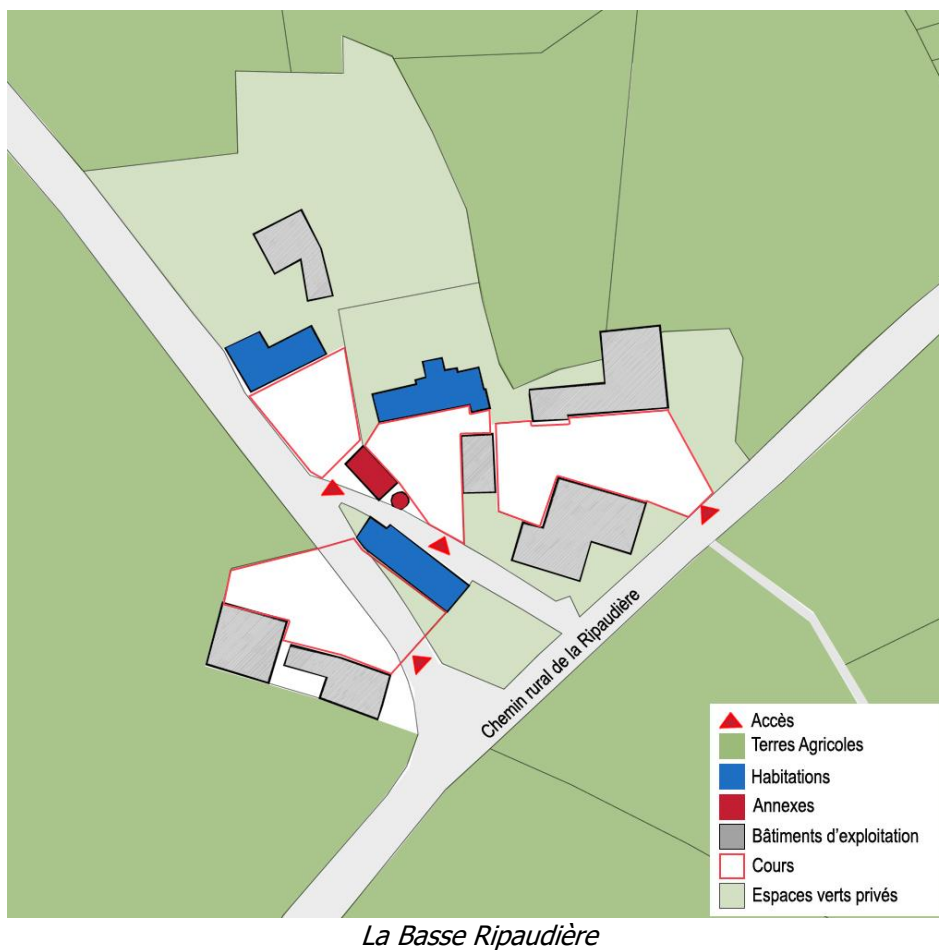 Chemin rural de la Ripaudière
Accès
Terres Agricoles
Habitations
Annexes
Bâtiments d'exploitation
Cours
Espaces verts privés
La Basse Ripaudière